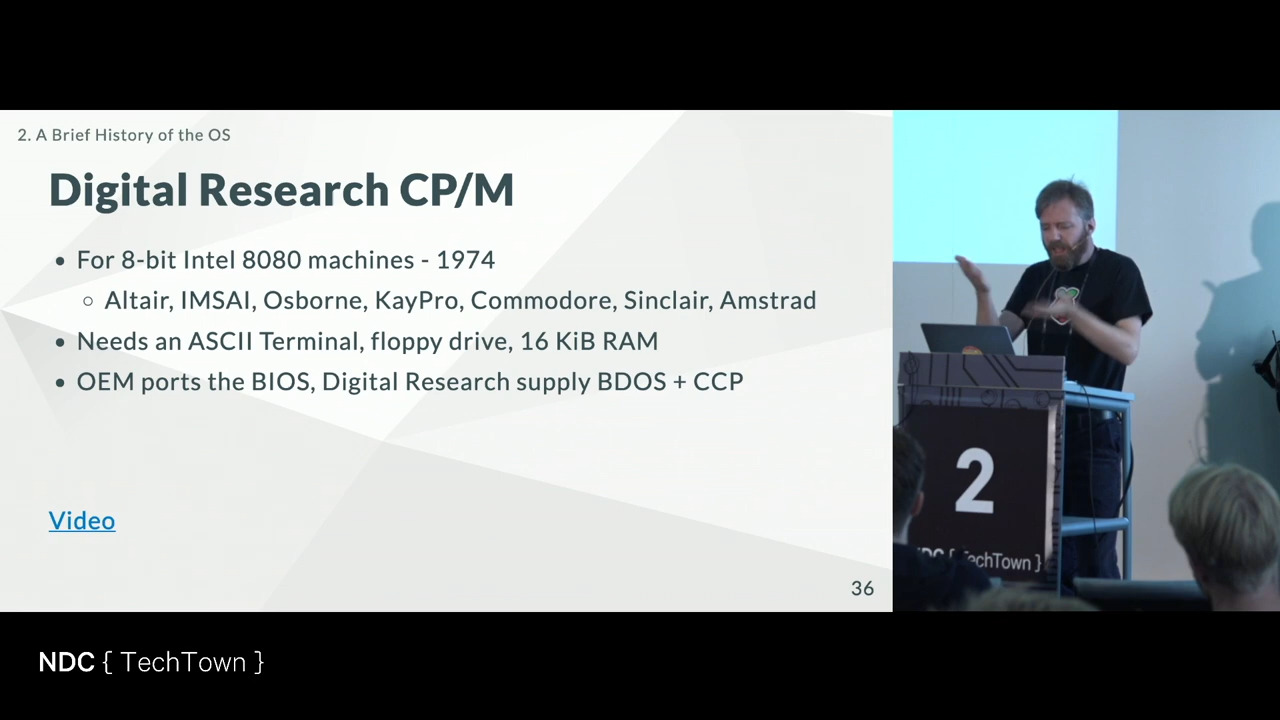 2. A Brief History of the OS
Digital Research CP/M
• For 8-bit Intel 8080 machines - 1974
○ Altair, IMSAI, Osborne, KayPro, Commodore, Sinclair, Amstrad
• Needs an ASCII Terminal, floppy drive, 16 KiB RAM
• OEM ports the BIOS, Digital Research supply BDOS + CCP
Video
36
2
NDC { TechTown }
NDC { TechTown }